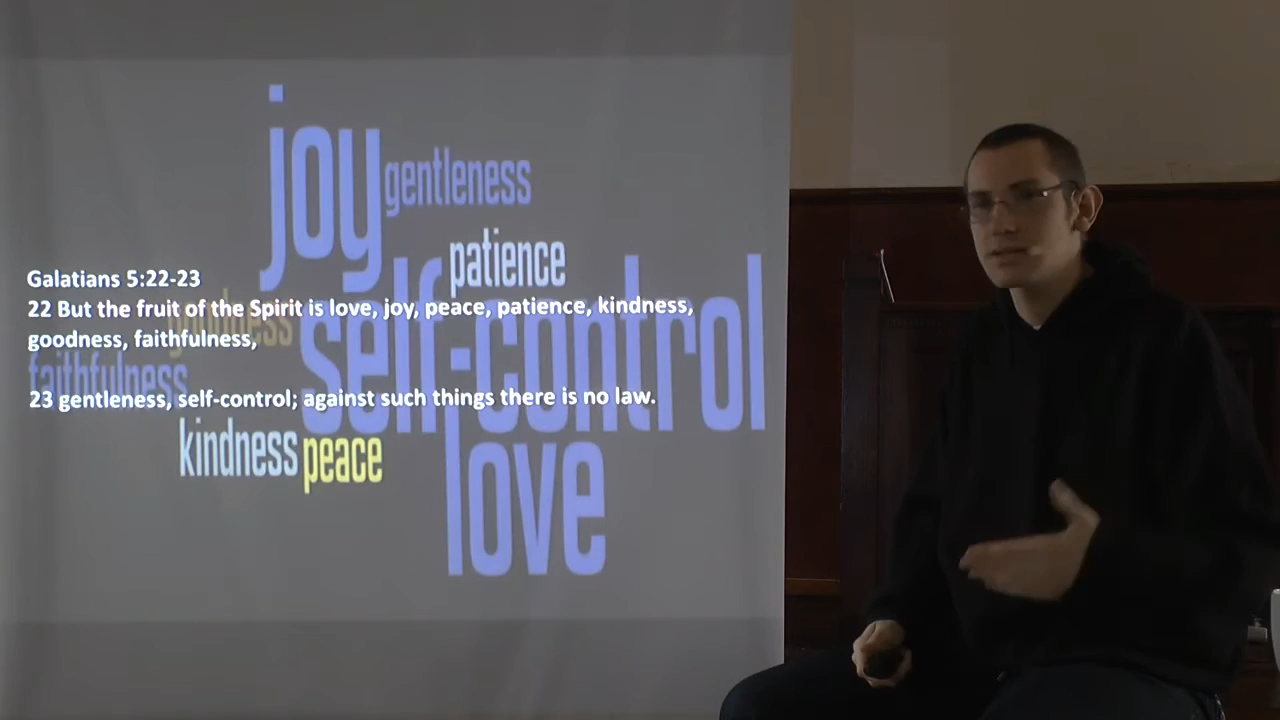 joy
gentleness
patience
Galatians 5:22-23
22 But the fruit of the Spirit is love, joy, peace, patience, kindness,
goodness, faithfulness,
self-control
faithfulness
23 gentleness, self-control; against such things there is no law.
kindness
peace
love